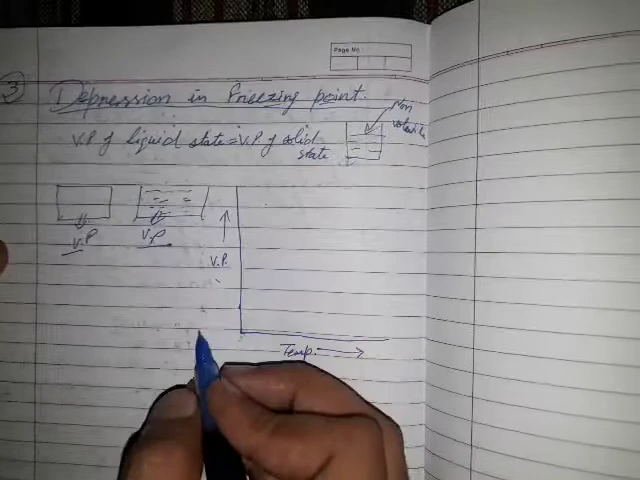 Page No
3 Depression in Freezing point.
Non
volatile
V.P of liquid state = V.P of solid
state
V.P
V.P
V.P.
Temp.